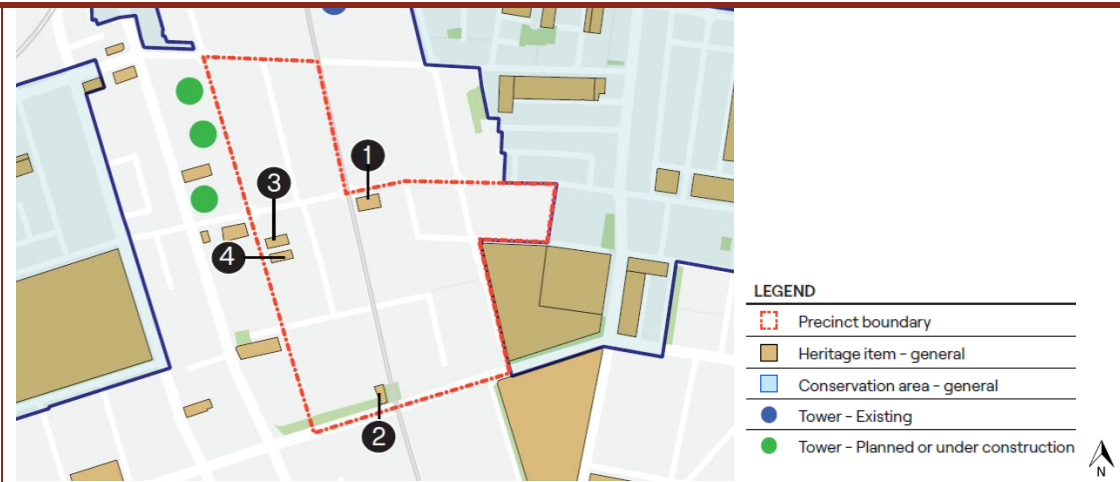 1
3
4
2
LEGEND
Precinct boundary
Heritage item - general
Conservation area - general
Tower - Existing
Tower - Planned or under construction
N